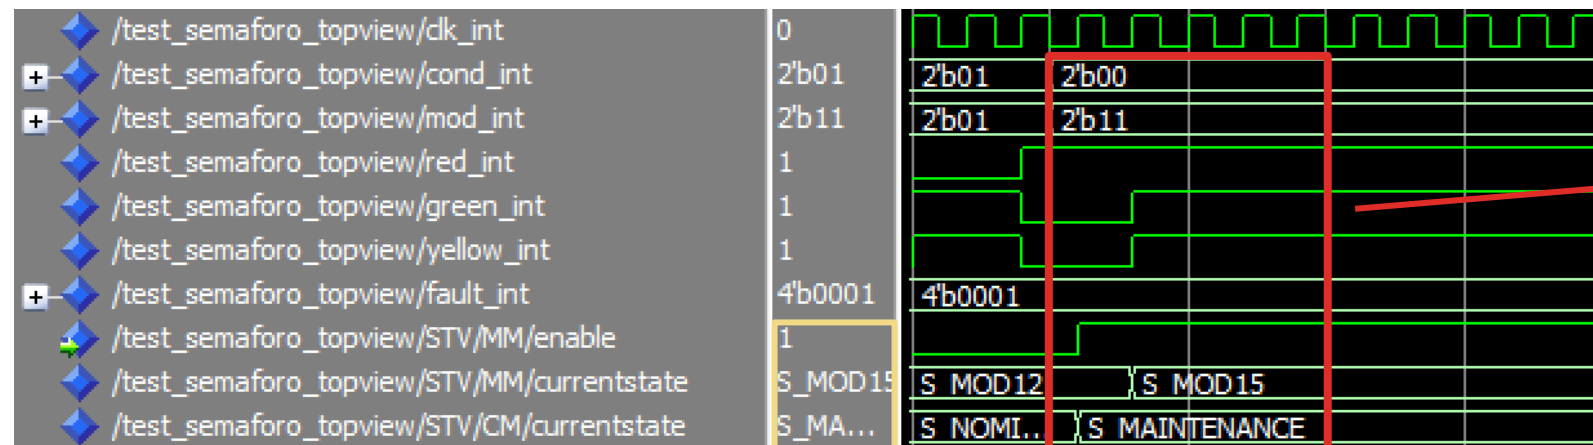 /test_semaforo_topview/clk_int 0
/test_semaforo_topview/cond_int 2'b01 2'b01 2'b00
/test_semaforo_topview/mod_int 2'b11 2'b01 2'b11
/test_semaforo_topview/red_int 1
/test_semaforo_topview/green_int 1
/test_semaforo_topview/yellow_int 1
/test_semaforo_topview/fault_int 4'b0001 4'b0001
/test_semaforo_topview/STV/MM/enable 1
/test_semaforo_topview/STV/MM/currentstate S_MOD15 S_MOD12 S_MOD15
/test_semaforo_topview/STV/CM/currentstate S_MA... S_NOMI... S_MAINTENANCE